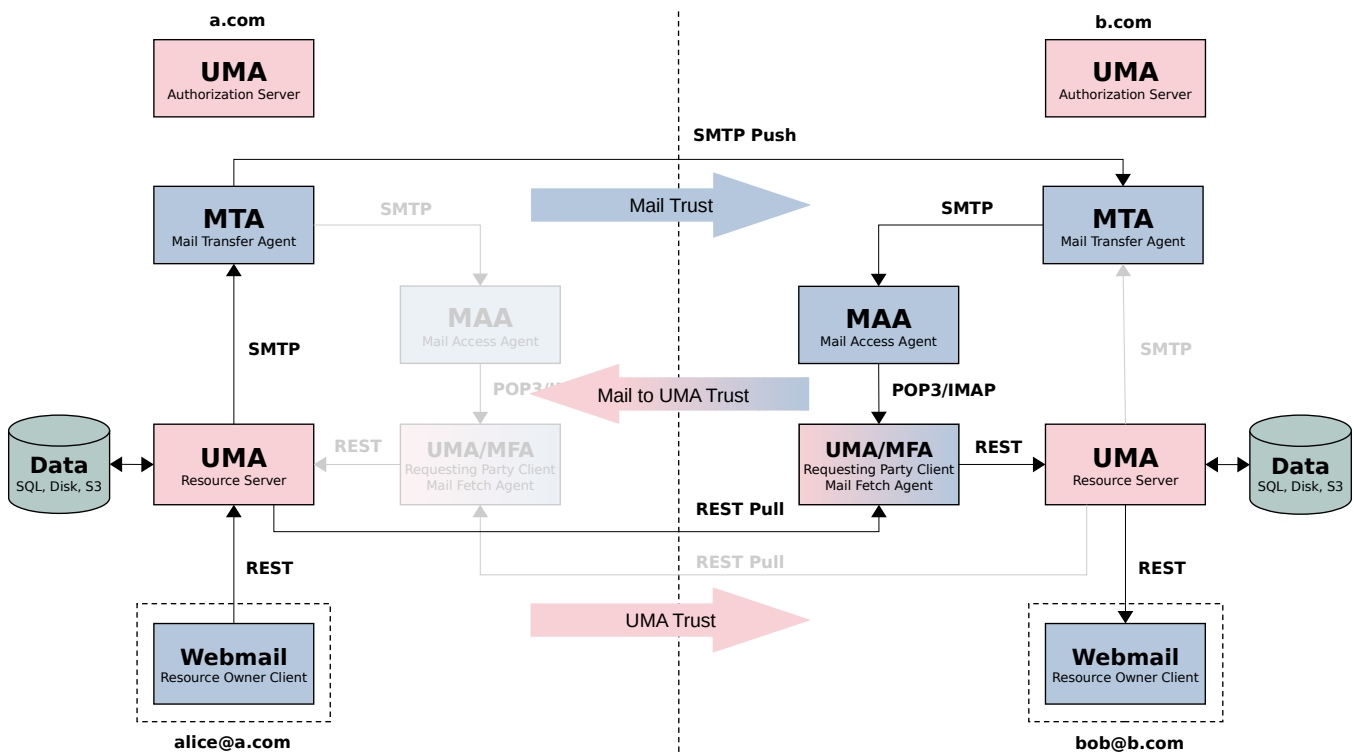 a.com
b.com
UMA
Authorization Server
UMA
Authorization Server
SMTP Push
MTA
Mail Transfer Agent
SMTP
Mail Trust
SMTP
MTA
Mail Transfer Agent
MAA
Mail Access Agent
MAA
Mail Access Agent
SMTP
SMTP
POP3/I
Mail to UMA Trust
POP3/IMAP
Data
SQL, Disk, S3
UMA
Resource Server
REST
UMA/MFA
Requesting Party Client
Mail Fetch Agent
UMA/MFA
Requesting Party Client
Mail Fetch Agent
REST
UMA
Resource Server
Data
SQL, Disk, S3
REST Pull
REST Pull
REST
REST
UMA Trust
Webmail
Resource Owner Client
Webmail
Resource Owner Client
alice@a.com
bob@b.com